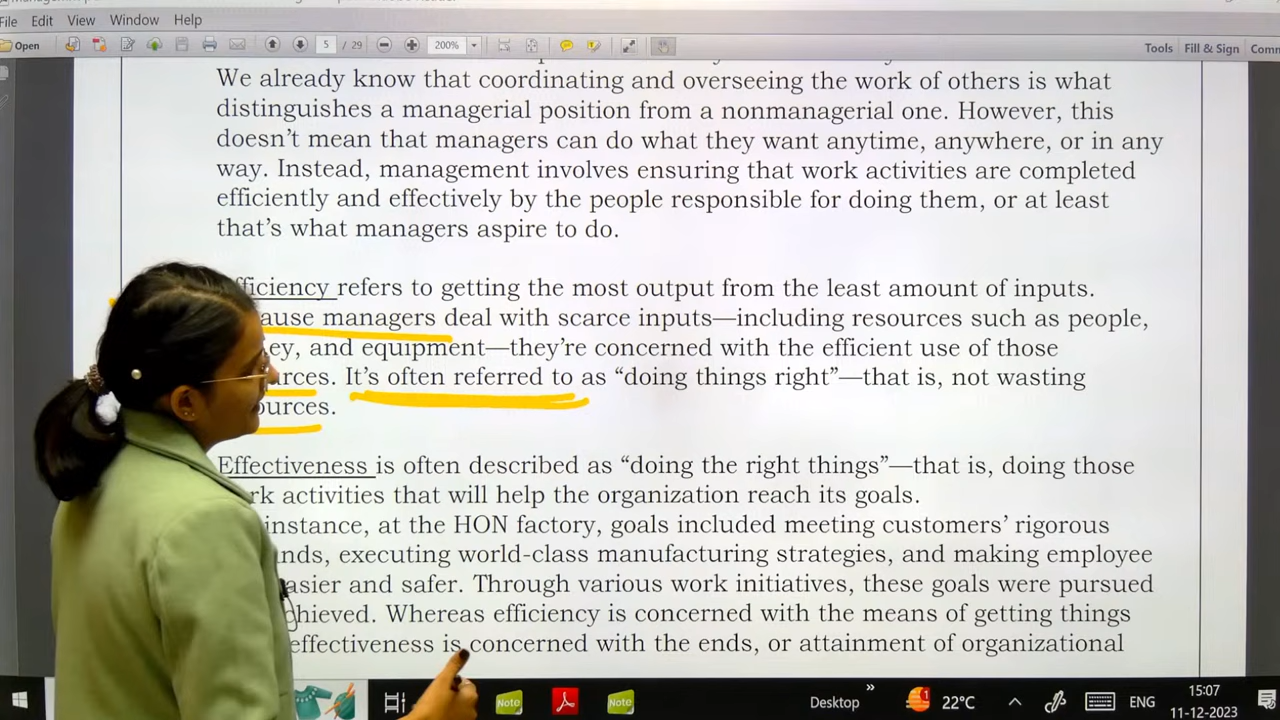 File Edit View Window Help
Open 5 / 29 200% Tools Fill & Sign Comm
We already know that coordinating and overseeing the work of others is what
distinguishes a managerial position from a nonmanagerial one. However, this
doesn’t mean that managers can do what they want anytime, anywhere, or in any
way. Instead, management involves ensuring that work activities are completed
efficiently and effectively by the people responsible for doing them, or at least
that’s what managers aspire to do.
fficiency refers to getting the most output from the least amount of inputs.
ause managers deal with scarce inputs—including resources such as people,
ey, and equipment—they’re concerned with the efficient use of those
urces. It’s often referred to as “doing things right”—that is, not wasting
ources.
Effectiveness is often described as “doing the right things”—that is, doing those
rk activities that will help the organization reach its goals.
instance, at the HON factory, goals included meeting customers’ rigorous
nds, executing world-class manufacturing strategies, and making employee
asier and safer. Through various work initiatives, these goals were pursued
chieved. Whereas efficiency is concerned with the means of getting things
effectiveness is concerned with the ends, or attainment of organizational
Note Note Desktop » 1 22°C ENG 15:07
11-12-2023